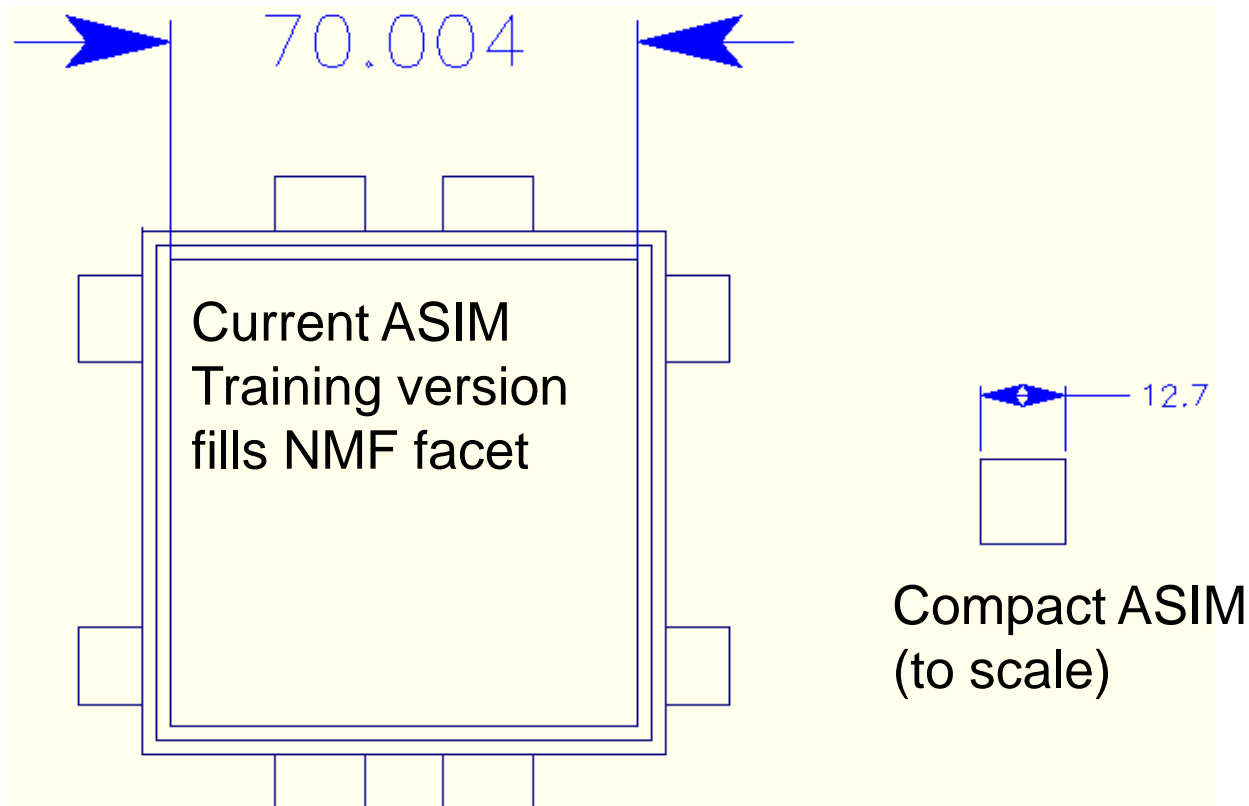 70.004
Current ASIM
Training version
fills NMF facet
12.7
Compact ASIM
(to scale)